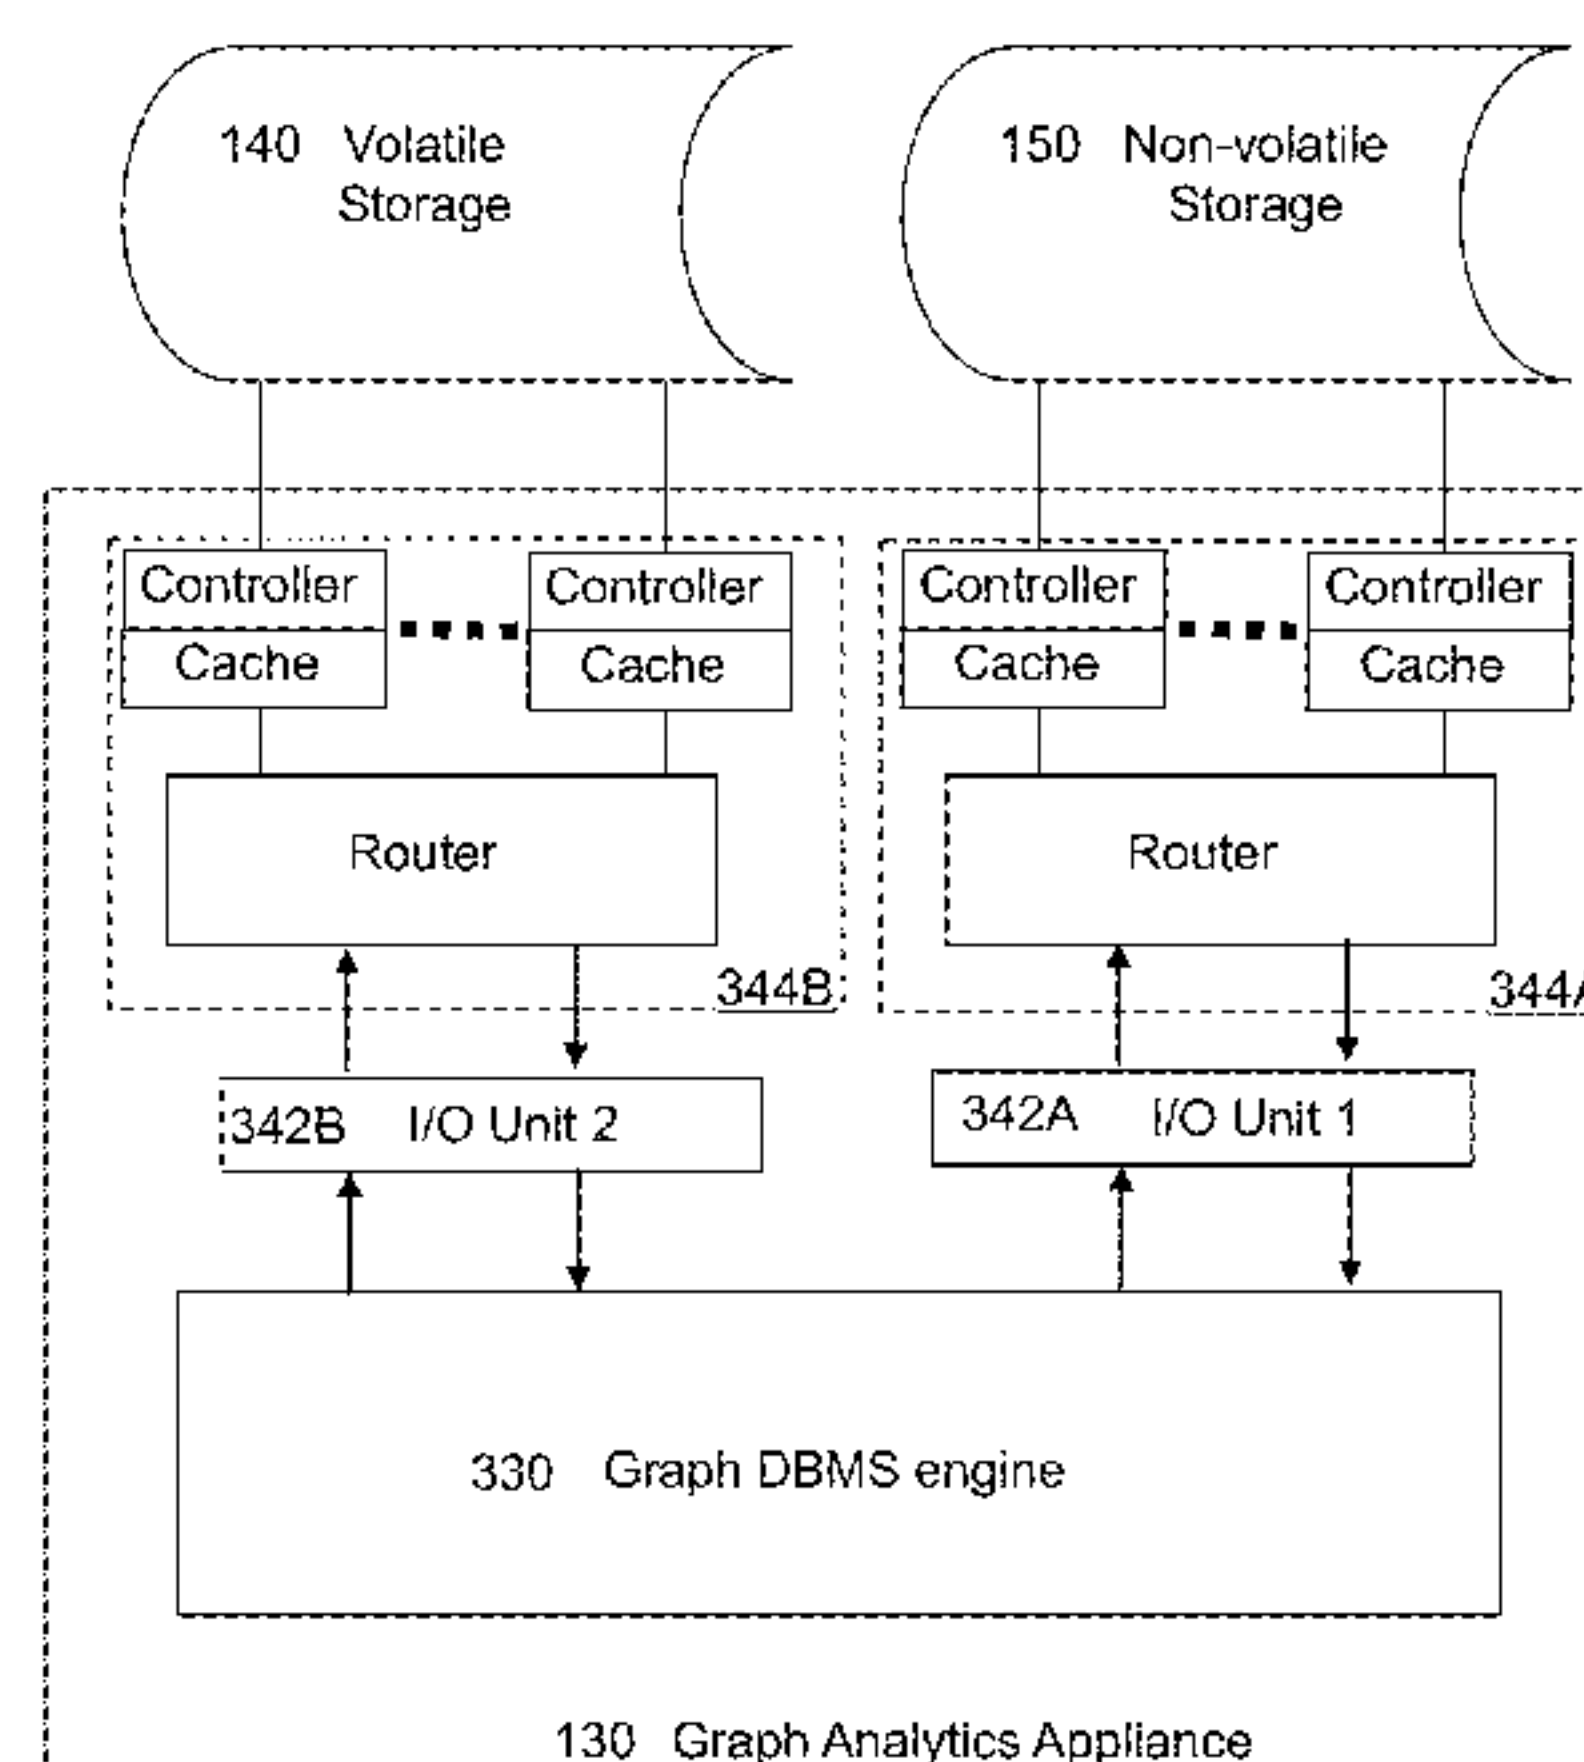 140 Volatile
Storage
150 Non-volatile
Storage
Controller
Cache
Controller
Cache
Controller
Cache
Controller
Cache
Router
Router
344B
344A
342B I/O Unit 2
342A I/O Unit 1
330 Graph DBMS engine
130 Graph Analytics Appliance